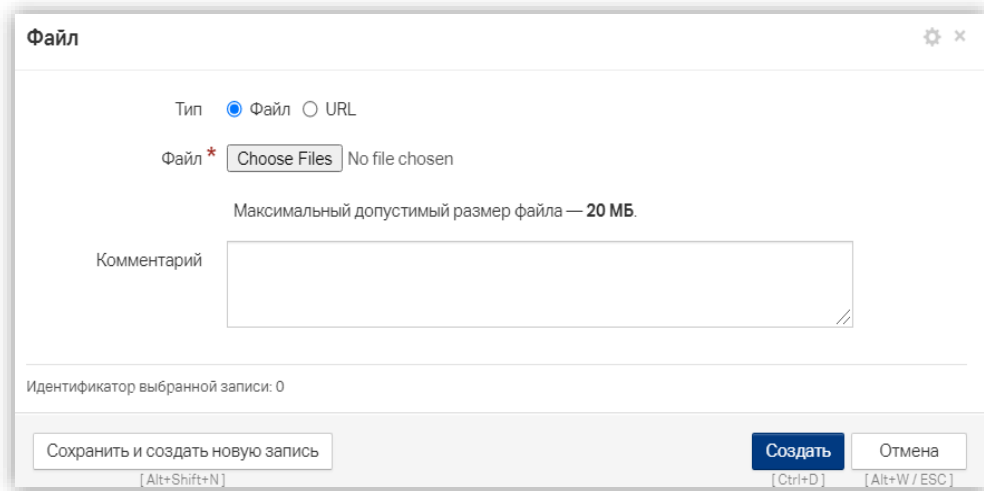 Файл
Тип Файл URL
Файл * Choose Files No file chosen
Максимальный допустимый размер файла — 20 МБ.
Комментарий
Идентификатор выбранной записи: 0
Сохранить и создать новую запись Создать Отмена
[Alt+Shift+N] [Ctrl+D] [Alt+W / ESC]